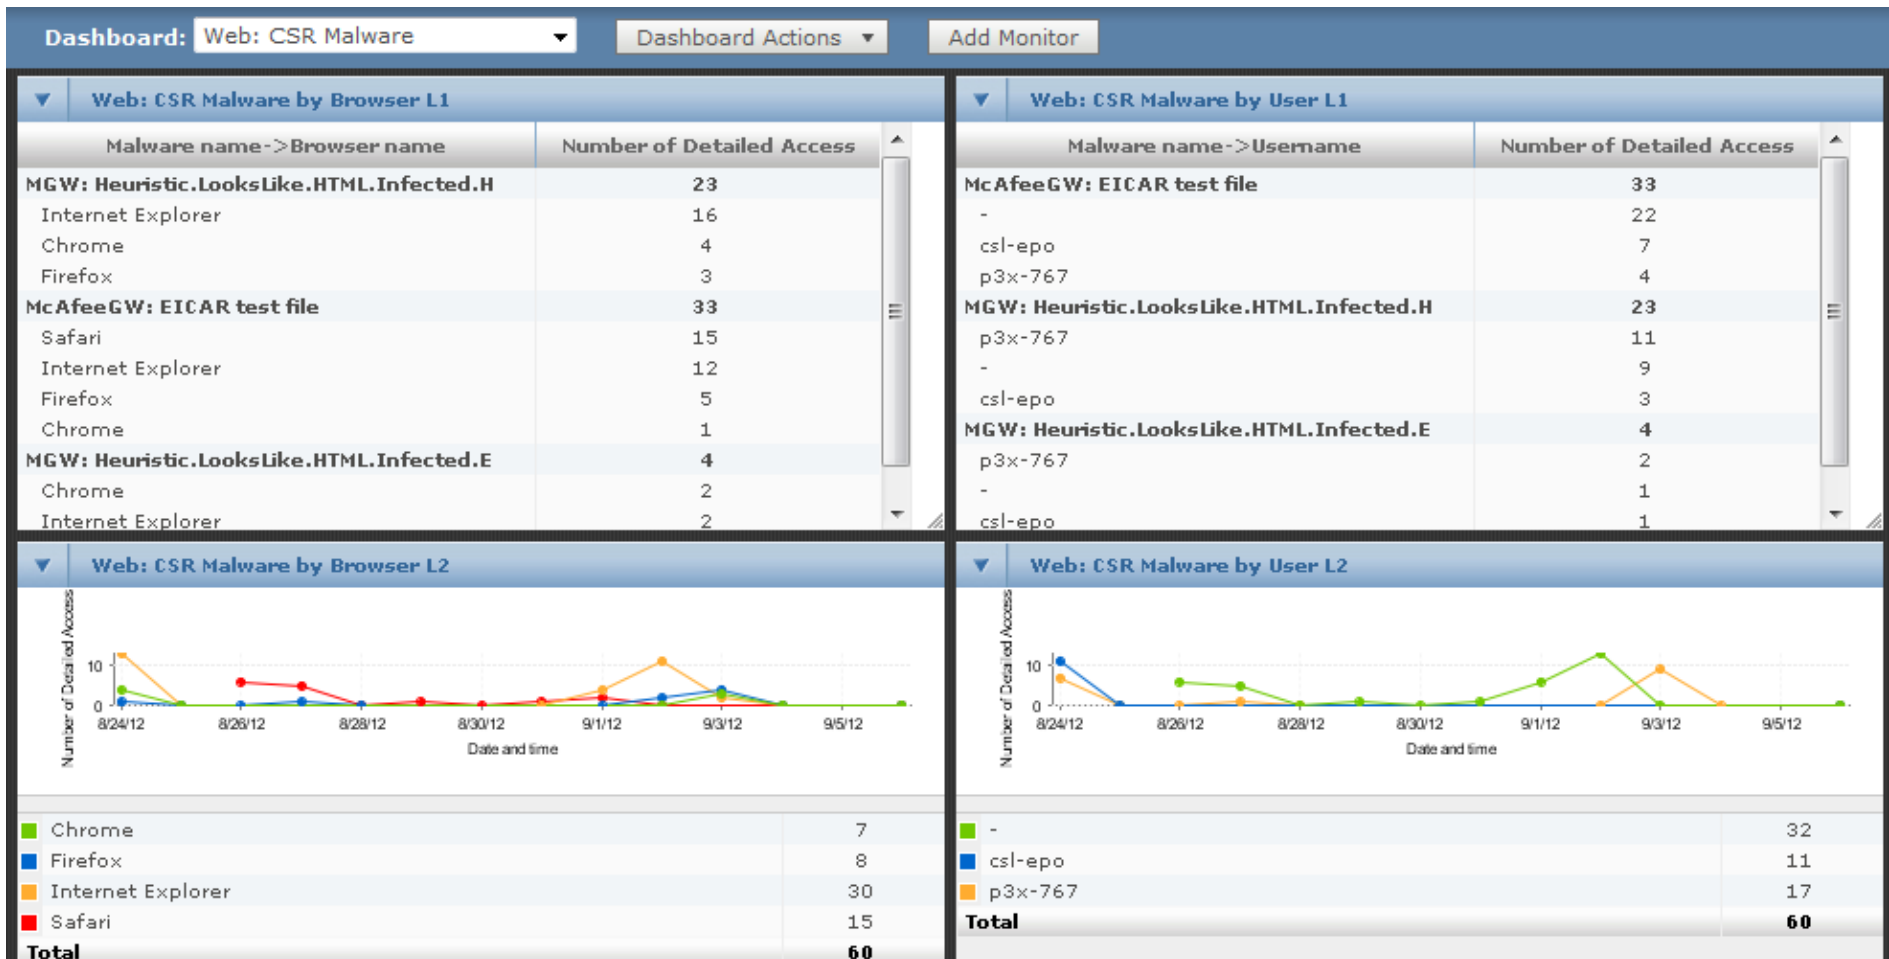 Dashboard: Web: CSR Malware Dashboard Actions Add Monitor
Web: CSR Malware by Browser L1
Malware name->Browser name Number of Detailed Access
MGW: Heuristic.LooksLike.HTML.Infected.H 23
Internet Explorer 16
Chrome 4
Firefox 3
McAfeeGW: EICAR test file 33
Safari 15
Internet Explorer 12
Firefox 5
Chrome 1
MGW: Heuristic.LooksLike.HTML.Infected.E 4
Chrome 2
Internet Explorer 2
Web: CSR Malware by User L1
Malware name->Username Number of Detailed Access
McAfeeGW: EICAR test file 33
- 22
csl-epo 7
p3x-767 4
MGW: Heuristic.LooksLike.HTML.Infected.H 23
p3x-767 11
- 9
csl-epo 3
MGW: Heuristic.LooksLike.HTML.Infected.E 4
p3x-767 2
- 1
csl-epo 1
Web: CSR Malware by Browser L2
Number of Detailed Access
10
0
8/24/12 8/26/12 8/28/12 8/30/12 9/1/12 9/3/12 9/5/12
Date and time
Chrome 7
Firefox 8
Internet Explorer 30
Safari 15
Total 60
Web: CSR Malware by User L2
Number of Detailed Access
10
0
8/24/12 8/26/12 8/28/12 8/30/12 9/1/12 9/3/12 9/5/12
Date and time
- 32
csl-epo 11
p3x-767 17
Total 60